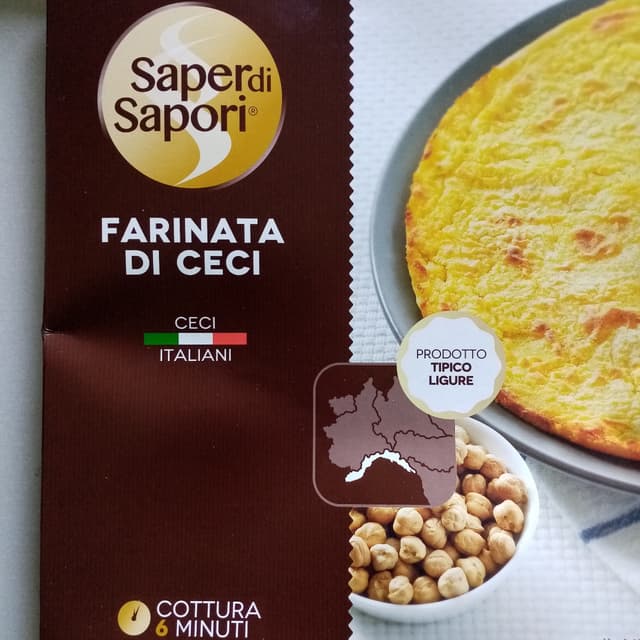 Saper di
Sapori®
FARINATA
DI CECI
CECI
ITALIANI
PRODOTTO
TIPICO
LIGURE
COTTURA
6 MINUTI